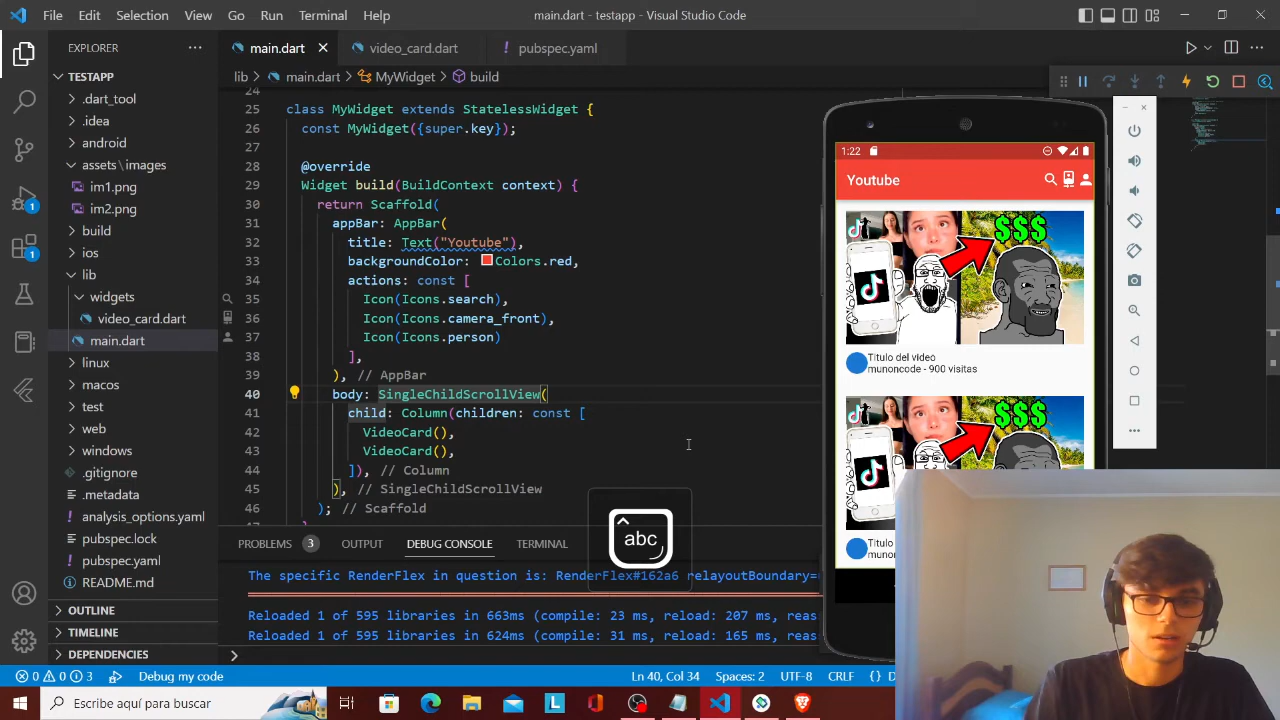 File Edit Selection View Go Run Terminal Help
main.dart - testapp - Visual Studio Code
EXPLORER
TESTAPP
.dart_tool
.idea
android
assets\images
im1.png
im2.png
build
ios
lib
widgets
video_card.dart
main.dart
linux
macos
test
web
windows
.gitignore
.metadata
analysis_options.yaml
pubspec.lock
pubspec.yaml
README.md
OUTLINE
TIMELINE
DEPENDENCIES
1
1
main.dart video_card.dart pubspec.yaml
lib > main.dart > MyWidget > build
24
25 class MyWidget extends StatelessWidget {
26 const MyWidget({super.key});
27
28 @override
29 Widget build(BuildContext context) {
30 return Scaffold(
31 appBar: AppBar(
32 title: Text("Youtube"),
33 backgroundColor: Colors.red,
34 actions: const [
35 Icon(Icons.search),
36 Icon(Icons.camera_front),
37 Icon(Icons.person)
38 ],
39 ), // AppBar
40 body: SingleChildScrollView(
41 child: Column(children: const [
42 VideoCard(),
43 VideoCard(),
44 ]), // Column
45 ), // SingleChildScrollView
46 ); // Scaffold
47 }
abc
PROBLEMS 3 OUTPUT DEBUG CONSOLE TERMINAL
The specific RenderFlex in question is: RenderFlex#162a6 relayoutBoundary=
Reloaded 1 of 595 libraries in 663ms (compile: 23 ms, reload: 207 ms, reas
Reloaded 1 of 595 libraries in 624ms (compile: 31 ms, reload: 165 ms, reas
1:22
Youtube
$$$
Titulo del video
munoncode - 900 visitas
$$$
Titulo
munon
0 0 3 Debug my code
Ln 40, Col 34 Spaces: 2 UTF-8 CRLF {} D
Escribe aquí para buscar